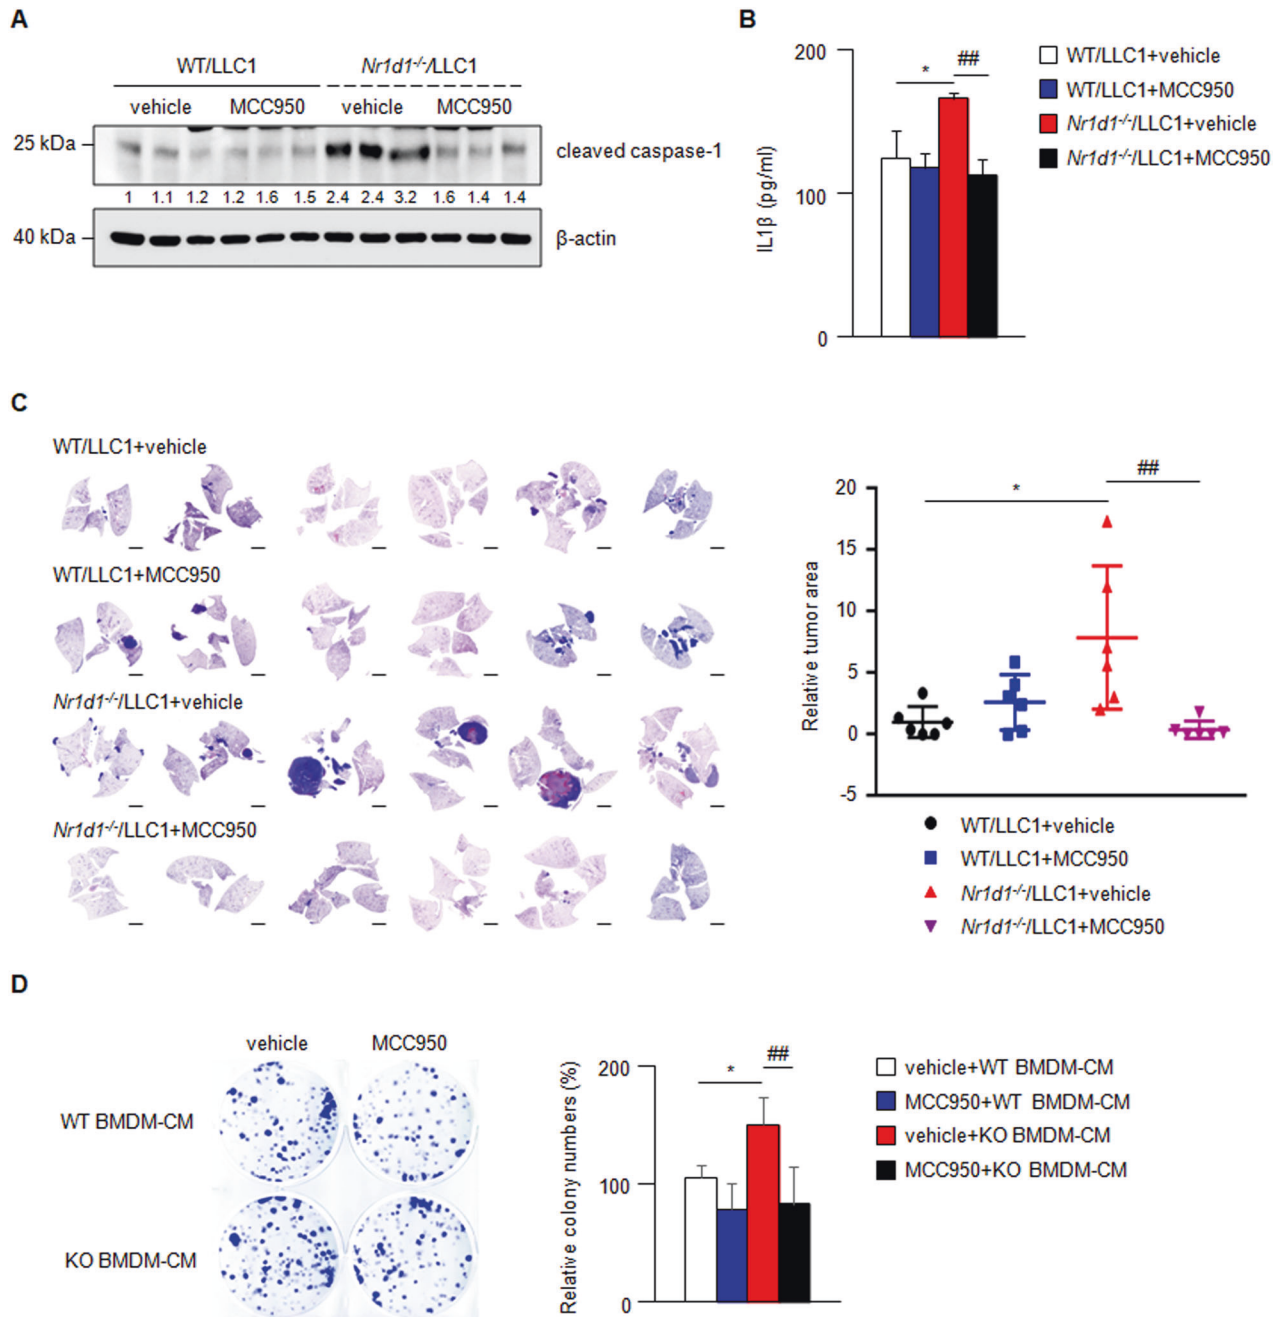 A
WT/LLC1 Nr1d1-/-/LLC1
vehicle MCC950 vehicle MCC950
25 kDa
cleaved caspase-1
1 1.1 1.2 1.2 1.6 1.5 2.4 2.4 3.2 1.6 1.4 1.4
40 kDa
β-actin
B
200
100
0
IL1β (pg/ml)
* ##
WT/LLC1+vehicle
WT/LLC1+MCC950
Nr1d1-/-/LLC1+vehicle
Nr1d1-/-/LLC1+MCC950
C
WT/LLC1+vehicle
WT/LLC1+MCC950
Nr1d1-/-/LLC1+vehicle
Nr1d1-/-/LLC1+MCC950
Relative tumor area
20
15
10
5
0
-5
* ##
WT/LLC1+vehicle
WT/LLC1+MCC950
Nr1d1-/-/LLC1+vehicle
Nr1d1-/-/LLC1+MCC950
D
vehicle MCC950
WT BMDM-CM
KO BMDM-CM
Relative colony numbers (%)
200
100
0
* ##
vehicle+WT BMDM-CM
MCC950+WT BMDM-CM
vehicle+KO BMDM-CM
MCC950+KO BMDM-CM